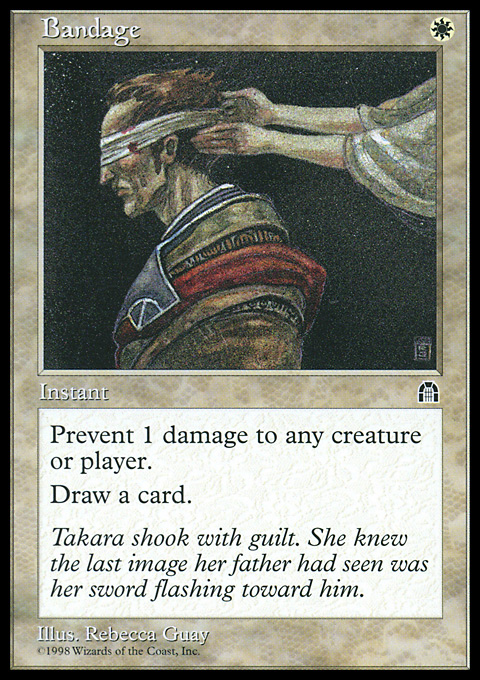 Bandage
Instant
Prevent 1 damage to any creature
or player.
Draw a card.
Takara shook with guilt. She knew
the last image her father had seen was
her sword flashing toward him.
Illus. Rebecca Guay
©1998 Wizards of the Coast, Inc.